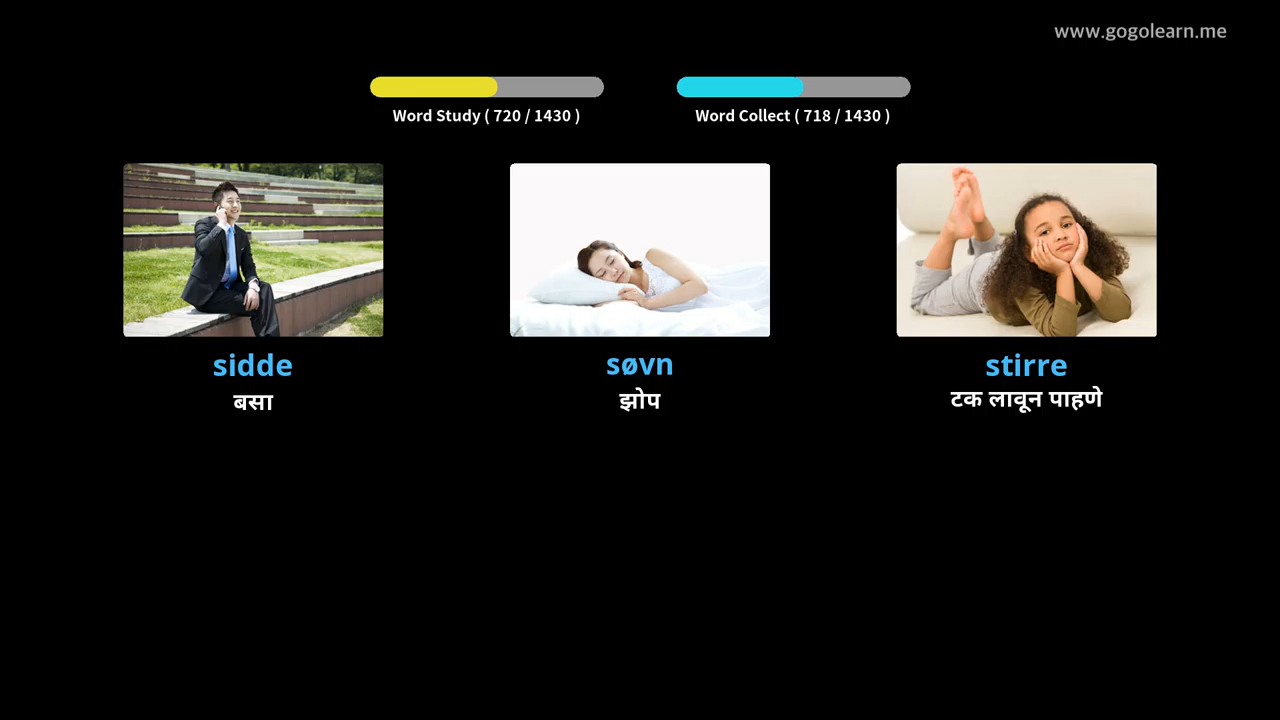 www.gogolearn.me
Word Study ( 720 / 1430 )
Word Collect ( 718 / 1430 )
sidde
søvn
stirre
बसा
झोप
टक लावून पाहणे